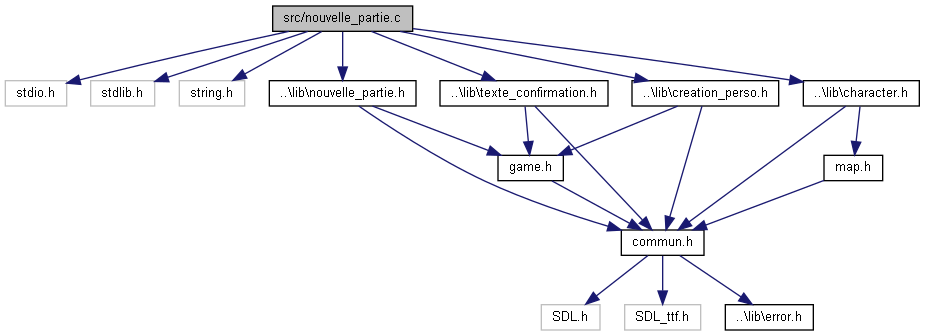 src/nouvelle_partie.c
stdio.h
stdlib.h
string.h
..\lib\nouvelle_partie.h
..\lib\texte_confirmation.h
..\lib\creation_perso.h
..\lib\character.h
game.h
map.h
commun.h
SDL.h
SDL_ttf.h
..\lib\error.h